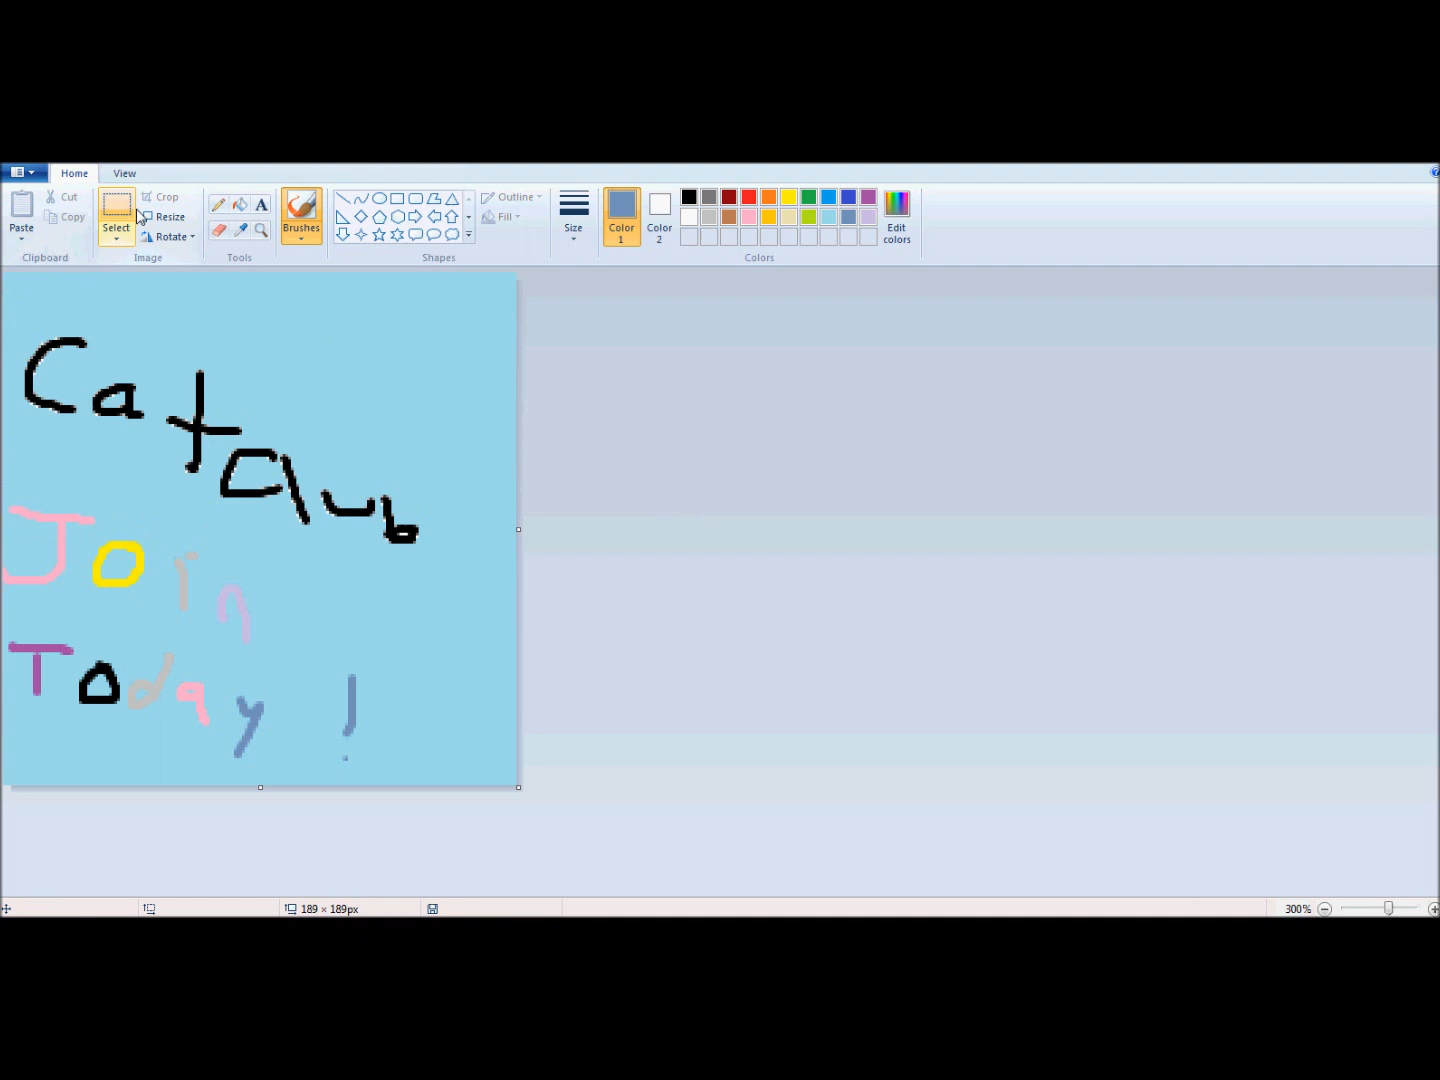 Home View
Cut
Copy
Paste
Clipboard
Select
Crop
Resize
Rotate
Image
A
Tools
Brushes
Shapes
Outline
Fill
Size
Color 1
Color 2
Edit colors
Colors
Cat Club
Join
Today !
189 × 189px
300%